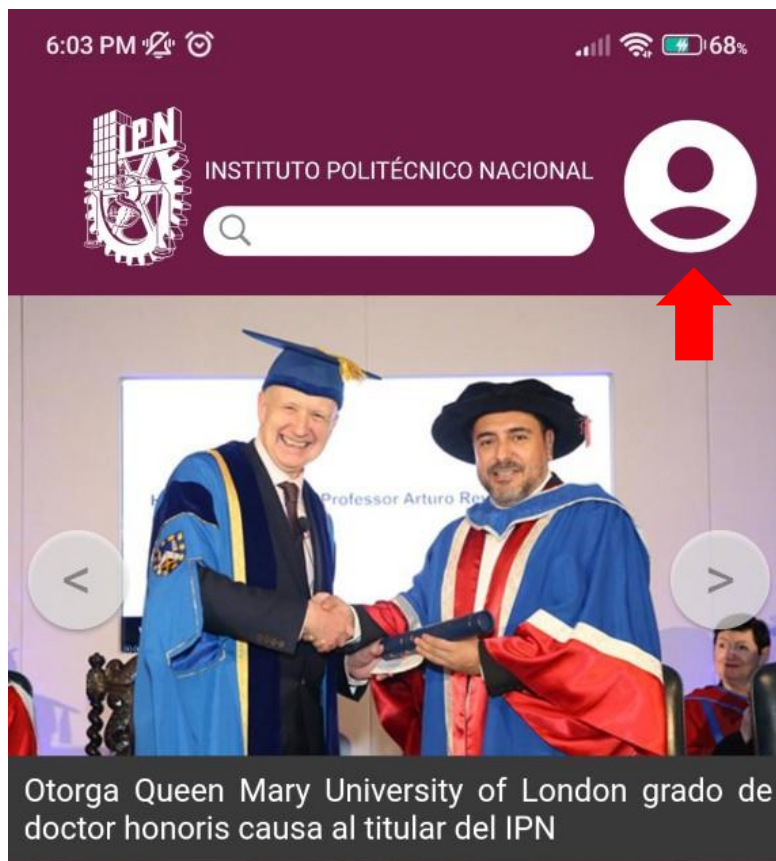 6:03 PM 68%
IPN
INSTITUTO POLITÉCNICO NACIONAL
Professor Arturo
< >
Otorga Queen Mary University of London grado de
doctor honoris causa al titular del IPN